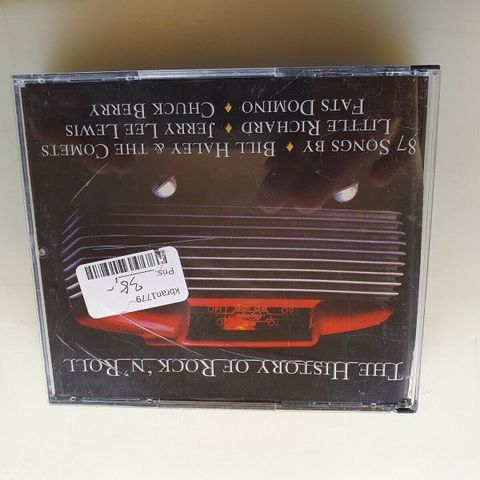 THE HISTORY OF ROCK 'N' ROLL
kbran1779-
Pris:
38,-
87 SONGS BY ♦ BILL HALEY & THE COMETS
LITTLE RICHARD ♦ JERRY LEE LEWIS
FATS DOMINO ♦ CHUCK BERRY